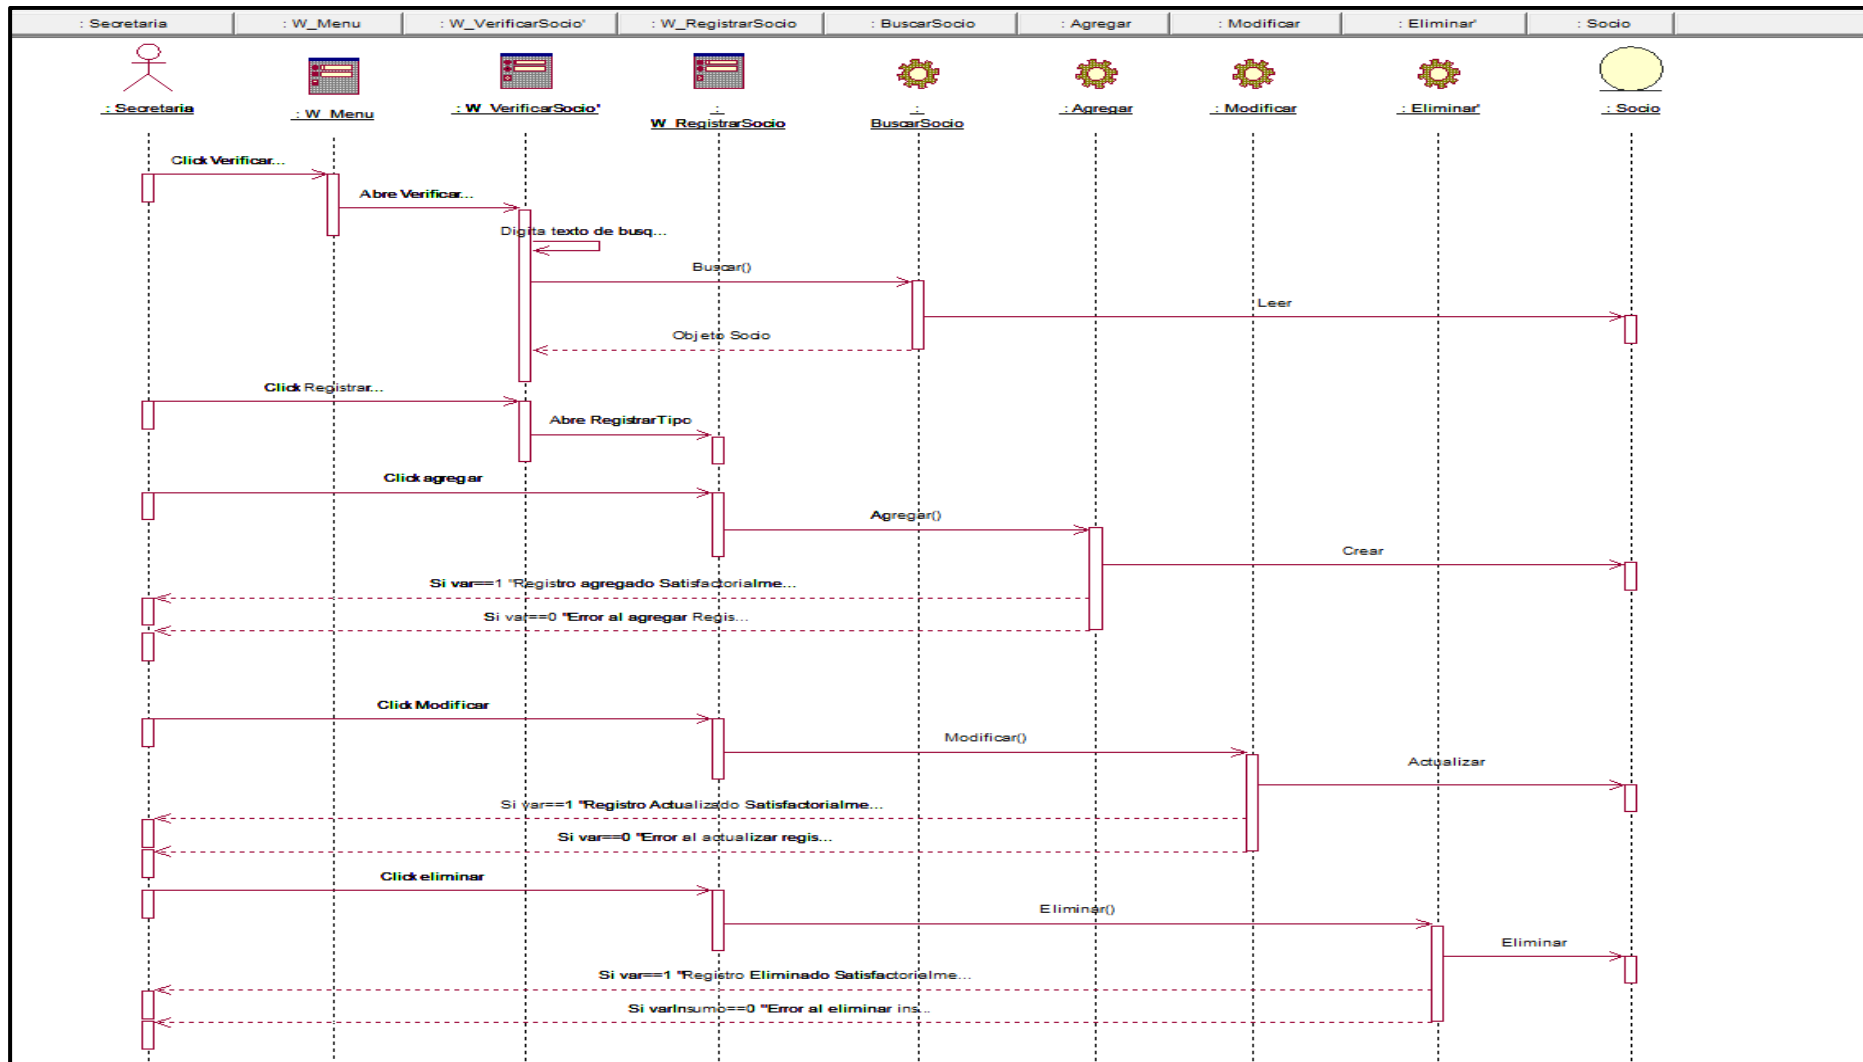 : Secretaria
: W_Menu
: W_VerificarSocio'
: W_RegistrarSocio
: BuscarSocio
: Agregar
: Modificar
: Eliminar'
: Socio
: Secretaria
: W_Menu
: W_VerificarSocio'
:
W_RegistrarSocio
:
BuscarSocio
: Agregar
: Modificar
: Eliminar'
: Socio
Click Verificar...
Abre Verificar...
Digita texto de busq...
Buscar()
Leer
Objeto Socio
Click Registrar...
Abre RegistrarTipo
Click agregar
Agregar()
Crear
Si var==1 "Registro agregado Satisfactorialme...
Si var==0 "Error al agregar Regis...
Click Modificar
Modificar()
Actualizar
Si var==1 "Registro Actualizado Satisfactorialme...
Si var==0 "Error al actualizar regis...
Click eliminar
Eliminar()
Eliminar
Si var==1 "Registro Eliminado Satisfactorialme...
Si varInsumo==0 "Error al eliminar ins...